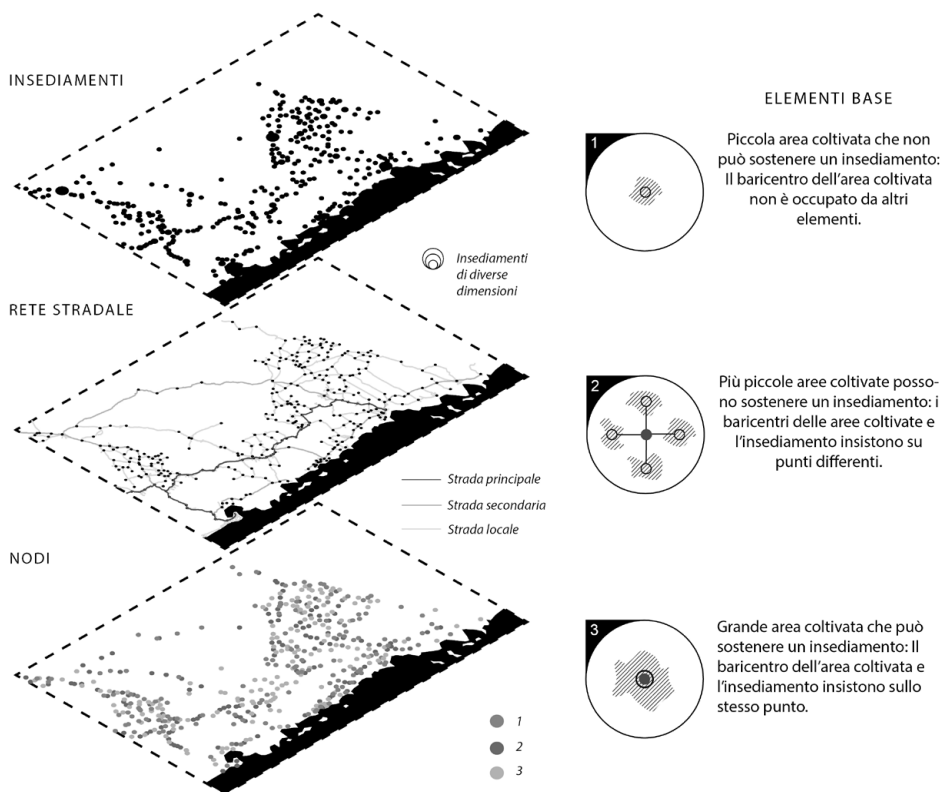 INSEDIAMENTI
Insediamenti
di diverse
dimensioni
RETE STRADALE
Strada principale
Strada secondaria
Strada locale
NODI
1
2
3
ELEMENTI BASE
1
Piccola area coltivata che non
può sostenere un insediamento:
Il baricentro dell'area coltivata
non è occupato da altri
elementi.
2
Più piccole aree coltivate posso-
no sostenere un insediamento: i
baricentri delle aree coltivate e
l'insediamento insistono su
punti differenti.
3
Grande area coltivata che può
sostenere un insediamento: Il
baricentro dell'area coltivata e
l'insediamento insistono sullo
stesso punto.